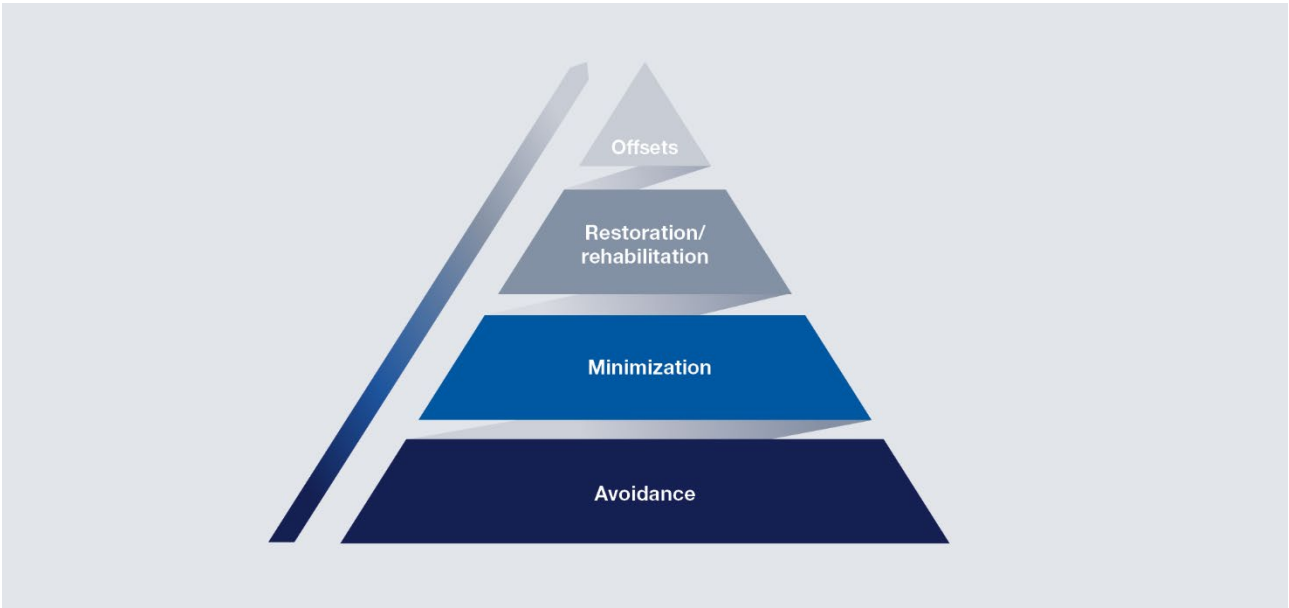 Offsets
Restoration/
rehabilitation
Minimization
Avoidance